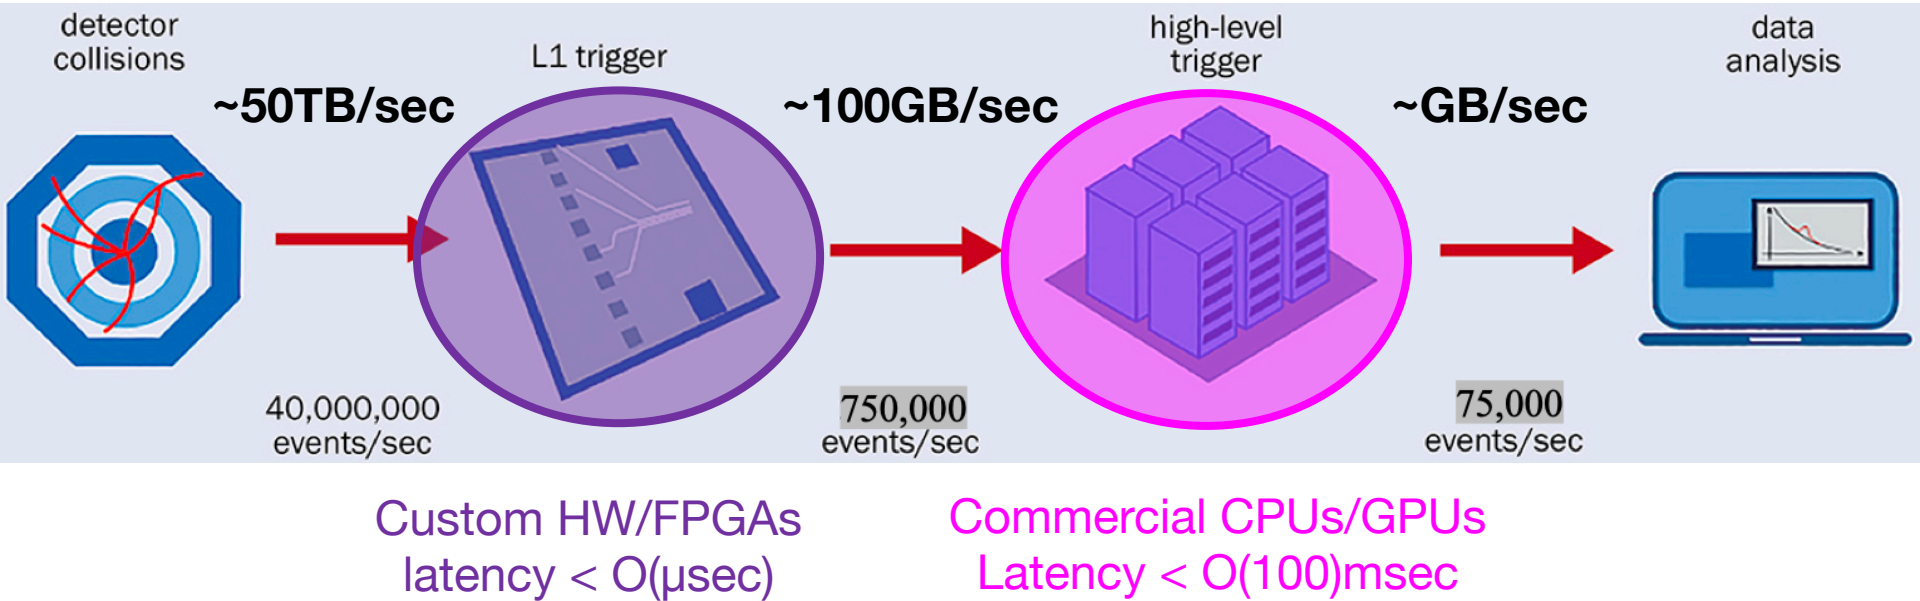 detector
collisions
L1 trigger
high-level
trigger
data
analysis
~50TB/sec
~100GB/sec
~GB/sec
40,000,000
events/sec
750,000
events/sec
75,000
events/sec
Custom HW/FPGAs
latency < O(μsec)
Commercial CPUs/GPUs
Latency < O(100)msec